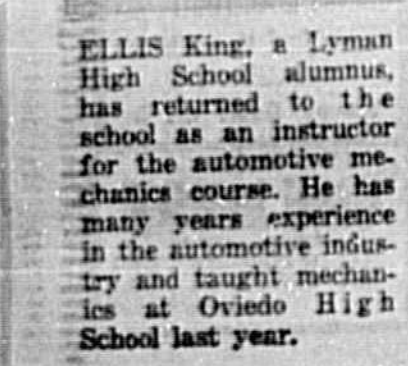 ELLIS King, a Lyman
High School alumnus,
has returned to the
school as an instructor
for the automotive me-
chanics course. He has
many years experience
in the automotive indus-
try and taught mechan-
ics at Oviedo High
School last year.